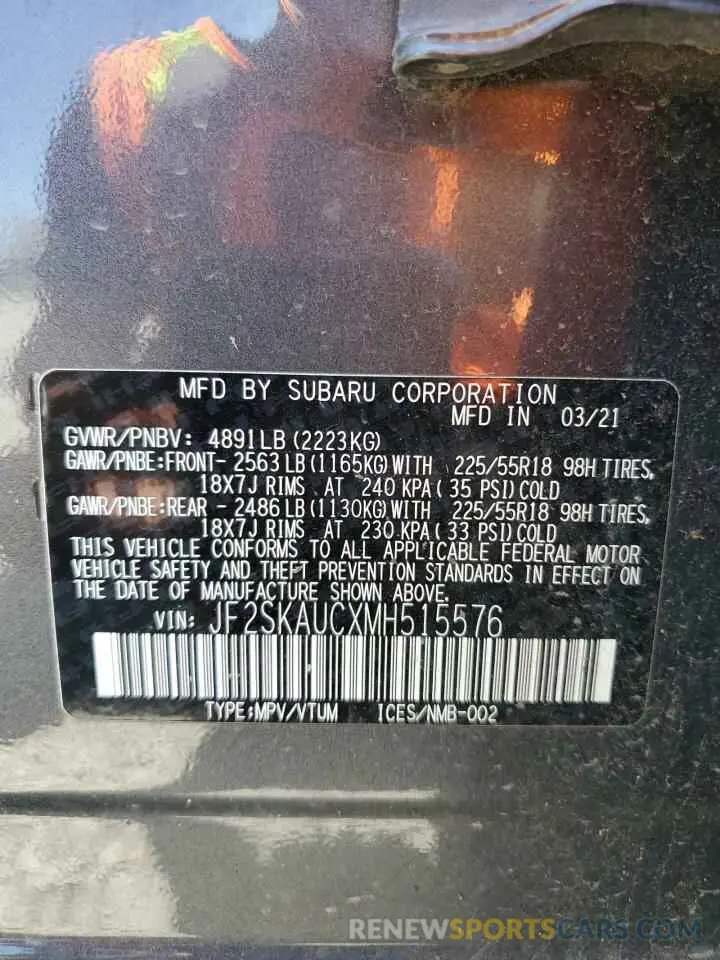 MFD BY SUBARU CORPORATION
MFD IN 03/21
GVWR/PNBV: 4891LB (2223KG)
GAWR/PNBE:FRONT- 2563 LB (1165KG) WITH 225/55R18 98H TIRES,
18X7J RIMS AT 240 KPA ( 35 PSI) COLD
GAWR/PNBE:REAR - 2486 LB (1130KG) WITH 225/55R18 98H TIRES,
18X7J RIMS AT 230 KPA ( 33 PSI) COLD
THIS VEHICLE CONFORMS TO ALL APPLICABLE FEDERAL MOTOR
VEHICLE SAFETY AND THEFT PREVENTION STANDARDS IN EFFECT ON
THE DATE OF MANUFACTURE SHOWN ABOVE.
VIN: JF2SKAUCXMH515576
TYPE:MPV/VTUM ICES/NMB-002
RENEWSPORTSCARS.COM